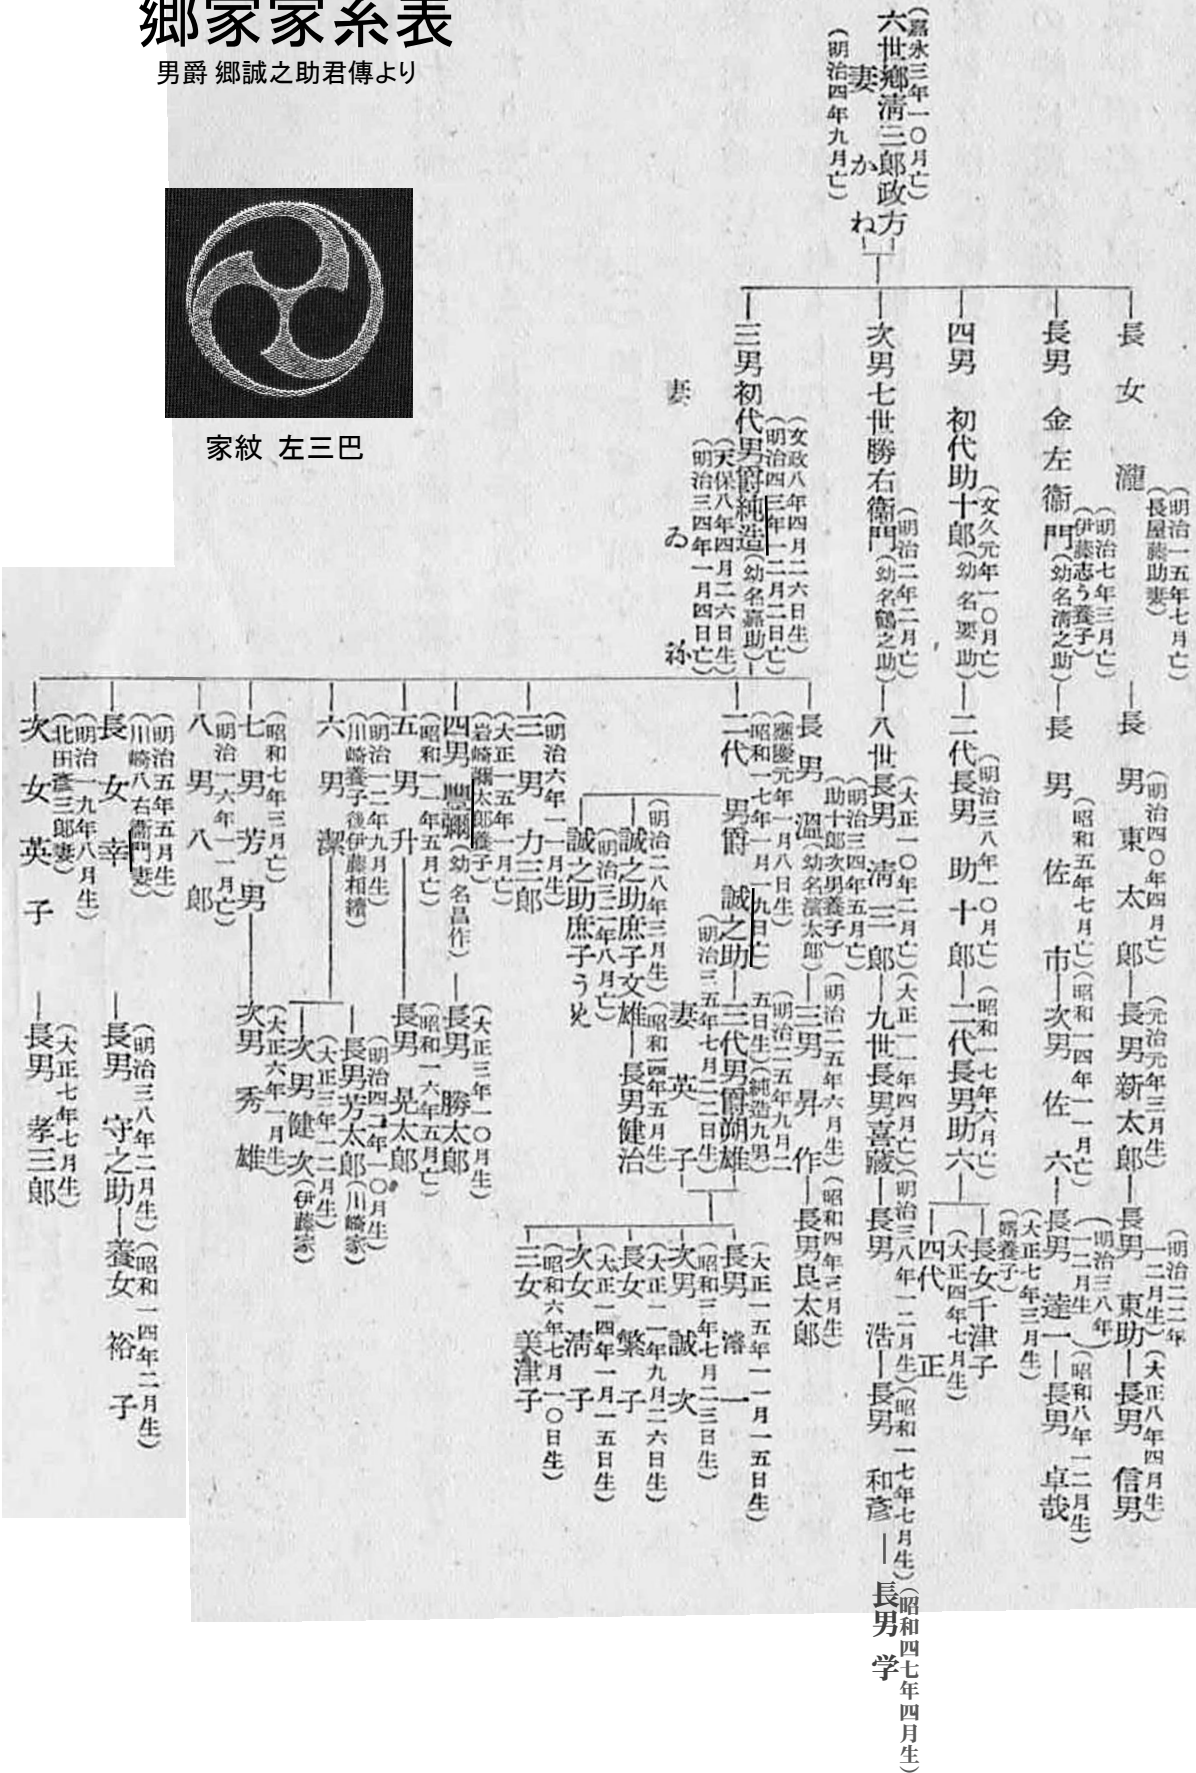 鄕家家系表
男爵 郷誠之助君傳より
家紋 左三巴
(嘉永三年一〇月亡)
六世鄕淸三郎政方
妻かね
(明治四年九月亡)
(明治一五年七月亡)
(長屋藤助妻)
長女 瀧
(明治七年三月亡)
(伊藤志う養子)
長男 金左衞門(幼名淸之助)
(文久元年一〇月亡)
四男 初代助十郎(幼名要助)
(明治二年二月亡)
次男七世勝右衞門(幼名鶴之助)
(文政八年四月二六日生)
(明治四三年一二月二日亡)
三男初代男爵純造(幼名嘉助)
(天保八年四月二六日生)
(明治三四年一月四日亡)
妻 ゐ 祢
(明治四〇年四月亡)
長男 東太郎
(元治元年三月生)
長男新太郎
(明治二二年一二月生)
長男 東助
(大正八年四月生)
長男 信男
(昭和五年七月亡)
長男 佐市
(昭和一四年一一月亡)
次男 佐六
(明治三八年一二月生)
長男 達一
(昭和八年一二月生)
長男 卓哉
(明治三八年一〇月亡)
二代長男 助十郎
(昭和一七年六月亡)
二代長男助六
(大正七年三月生)
(婿養子)
長女千津子
(大正四年七月生)
四代 正
(大正一〇年二月亡)
八世長男 淸三郎
(大正一一年四月亡)
九世長男喜藏
(明治三八年一二月生)
長男 浩
(昭和一七年七月生)
長男 和彥
(昭和四七年四月生)
長男 学
(明治三四年五月亡)
(助十郎次男養子)
長男 溫(幼名濱太郎)
(明治二五年六月生)
三男 昇作
(昭和四年三月生)
長男良太郎
(應慶元年一月八日生)
(昭和一七年一月一九日亡)
二代 男爵 誠之助
(明治二五年九月二五日生)(純造九男)
三代男爵朔雄
(明治三五年七月二二日生)
妻 英子
(明治二八年三月生)
誠之助庶子文雄
(昭和一四年五月生)
長男健治
(明治三一年八月亡)
誠之助庶子うめ
(大正一五年一一月一五日生)
長男 濬一
(昭和三年七月二三日生)
次男 誠次
(大正一一年九月二六日生)
長女 繁子
(大正一四年一月一五日生)
次女 淸子
(昭和六年七月一〇日生)
三女 美津子
(明治六年一一月生)
三男 力三郎
(大正一五年一月亡)
(岩崎彌太郎養子)
四男 豐彌(幼名昌作)
(大正三年一〇月生)
長男 勝太郎
(昭和一一年五月亡)
五男 升
(昭和一六年五月亡)
長男 晃太郎
(明治一二年九月生)
(川崎養子後伊藤相續)
六男 潔
(明治四二年一〇月生)
長男芳太郎(川崎家)
(大正三年一二月生)
次男健次(伊藤家)
(昭和七年三月亡)
七男 芳男
(大正六年一月生)
次男 秀雄
(明治一六年一一月亡)
八男 八郎
(明治五年五月生)
(川崎八右衞門妻)
長女 幸
(明治三八年二月生)
長男 守之助
(昭和一四年二月生)
養女 裕子
(明治一九年八月生)
(北田彥三郎妻)
次女 英子
(大正七年七月生)
長男 孝三郎